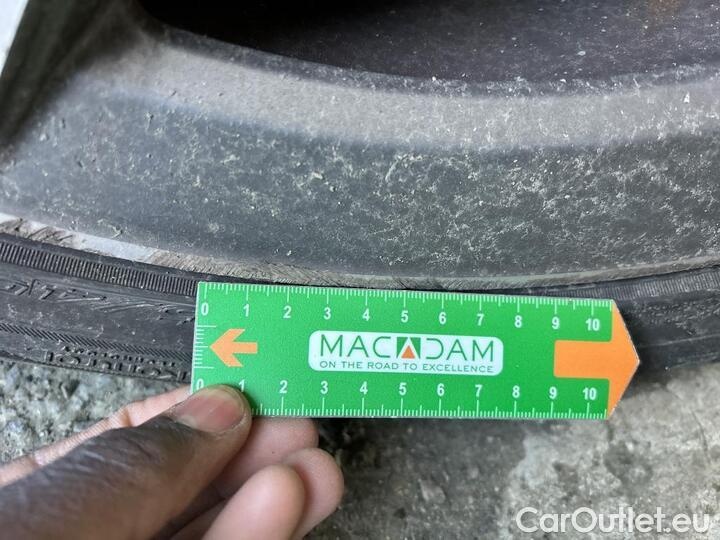 0 1 2 3 4 5 6 7 8 9 10
MACADAM
ON THE ROAD TO EXCELLENCE
0 1 2 3 4 5 6 7 8 9 10
CarOutlet.eu